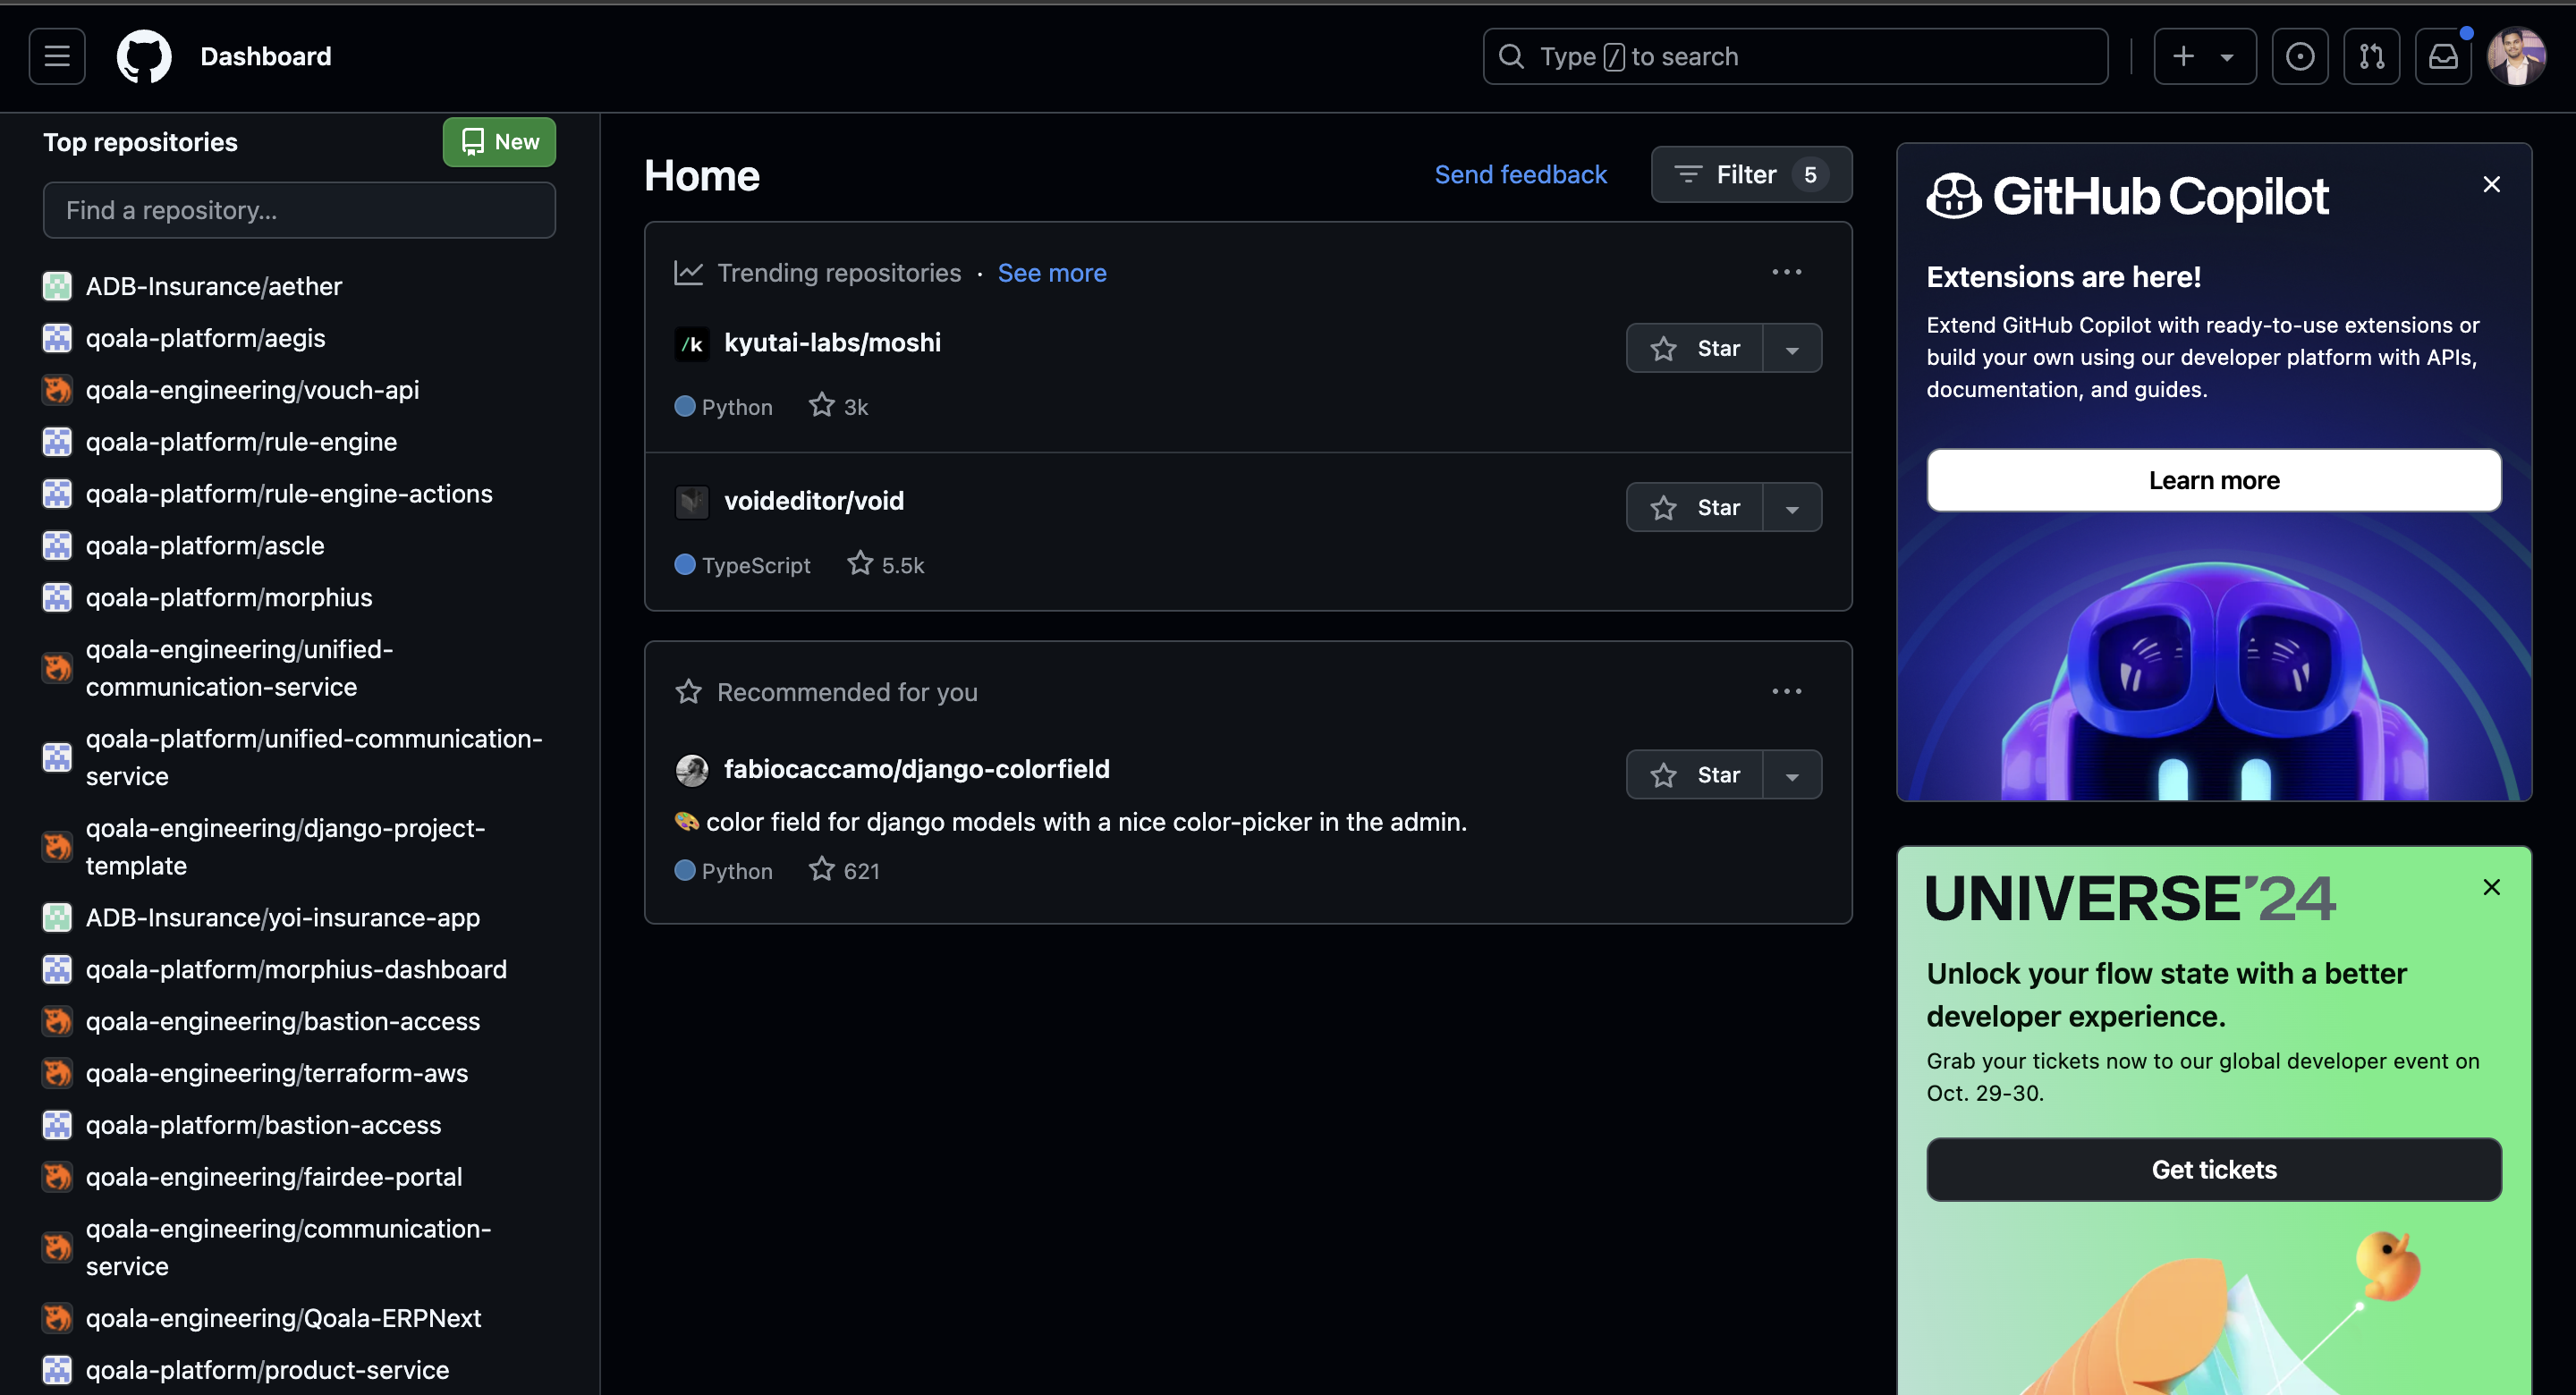 Dashboard
Type / to search
Top repositories
New
Find a repository...
ADB-Insurance/aether
qoala-platform/aegis
qoala-engineering/vouch-api
qoala-platform/rule-engine
qoala-platform/rule-engine-actions
qoala-platform/ascle
qoala-platform/morphius
qoala-engineering/unified-
communication-service
qoala-platform/unified-communication-
service
qoala-engineering/django-project-
template
ADB-Insurance/yoi-insurance-app
qoala-platform/morphius-dashboard
qoala-engineering/bastion-access
qoala-engineering/terraform-aws
qoala-platform/bastion-access
qoala-engineering/fairdee-portal
qoala-engineering/communication-
service
qoala-engineering/Qoala-ERPNext
qoala-platform/product-service
Home
Send feedback
Filter 5
Trending repositories · See more
/k kyutai-labs/moshi
Star
Python 3k
voideditor/void
Star
TypeScript 5.5k
Recommended for you
fabiocaccamo/django-colorfield
Star
🎨 color field for django models with a nice color-picker in the admin.
Python 621
GitHub Copilot
Extensions are here!
Extend GitHub Copilot with ready-to-use extensions or
build your own using our developer platform with APIs,
documentation, and guides.
Learn more
UNIVERSE'24
Unlock your flow state with a better
developer experience.
Grab your tickets now to our global developer event on
Oct. 29-30.
Get tickets